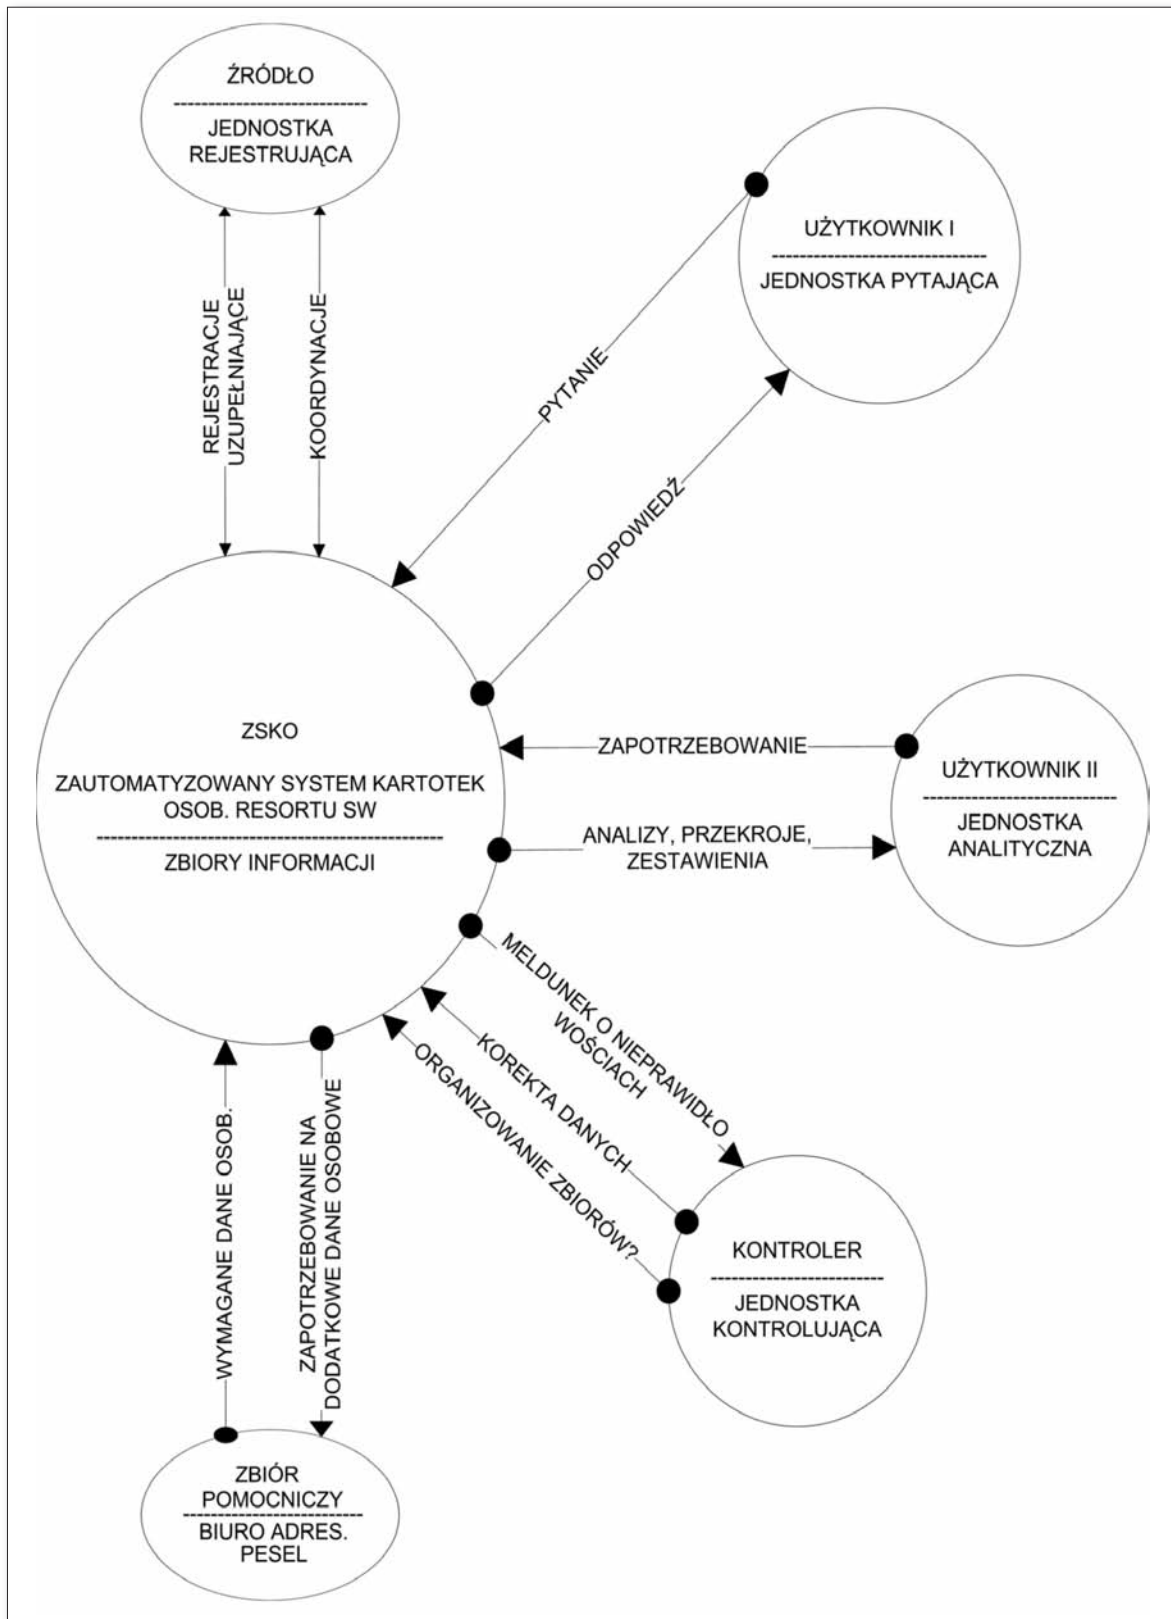 ŹRÓDŁO
JEDNOSTKA
REJESTRUJĄCA
UŻYTKOWNIK I
JEDNOSTKA PYTAJĄCA
REJESTRACJE
UZUPEŁNIAJĄCE
KOORDYNACJE
PYTANIE
ODPOWIEDŹ
ZSKO
ZAUTOMATYZOWANY SYSTEM KARTOTEK
OSOB. RESORTU SW
ZBIORY INFORMACJI
ZAPOTRZEBOWANIE
ANALIZY, PRZEKROJE,
ZESTAWIENIA
UŻYTKOWNIK II
JEDNOSTKA
ANALITYCZNA
MELDUNEK O NIEPRAWIDŁO
WOŚCIACH
KOREKTA DANYCH
ORGANIZOWANIE ZBIORÓW?
KONTROLER
JEDNOSTKA
KONTROLUJĄCA
WYMAGANE DANE OSOB.
ZAPOTRZEBOWANIE NA
DODATKOWE DANE OSOBOWE
ZBIÓR
POMOCNICZY
BIURO ADRES.
PESEL